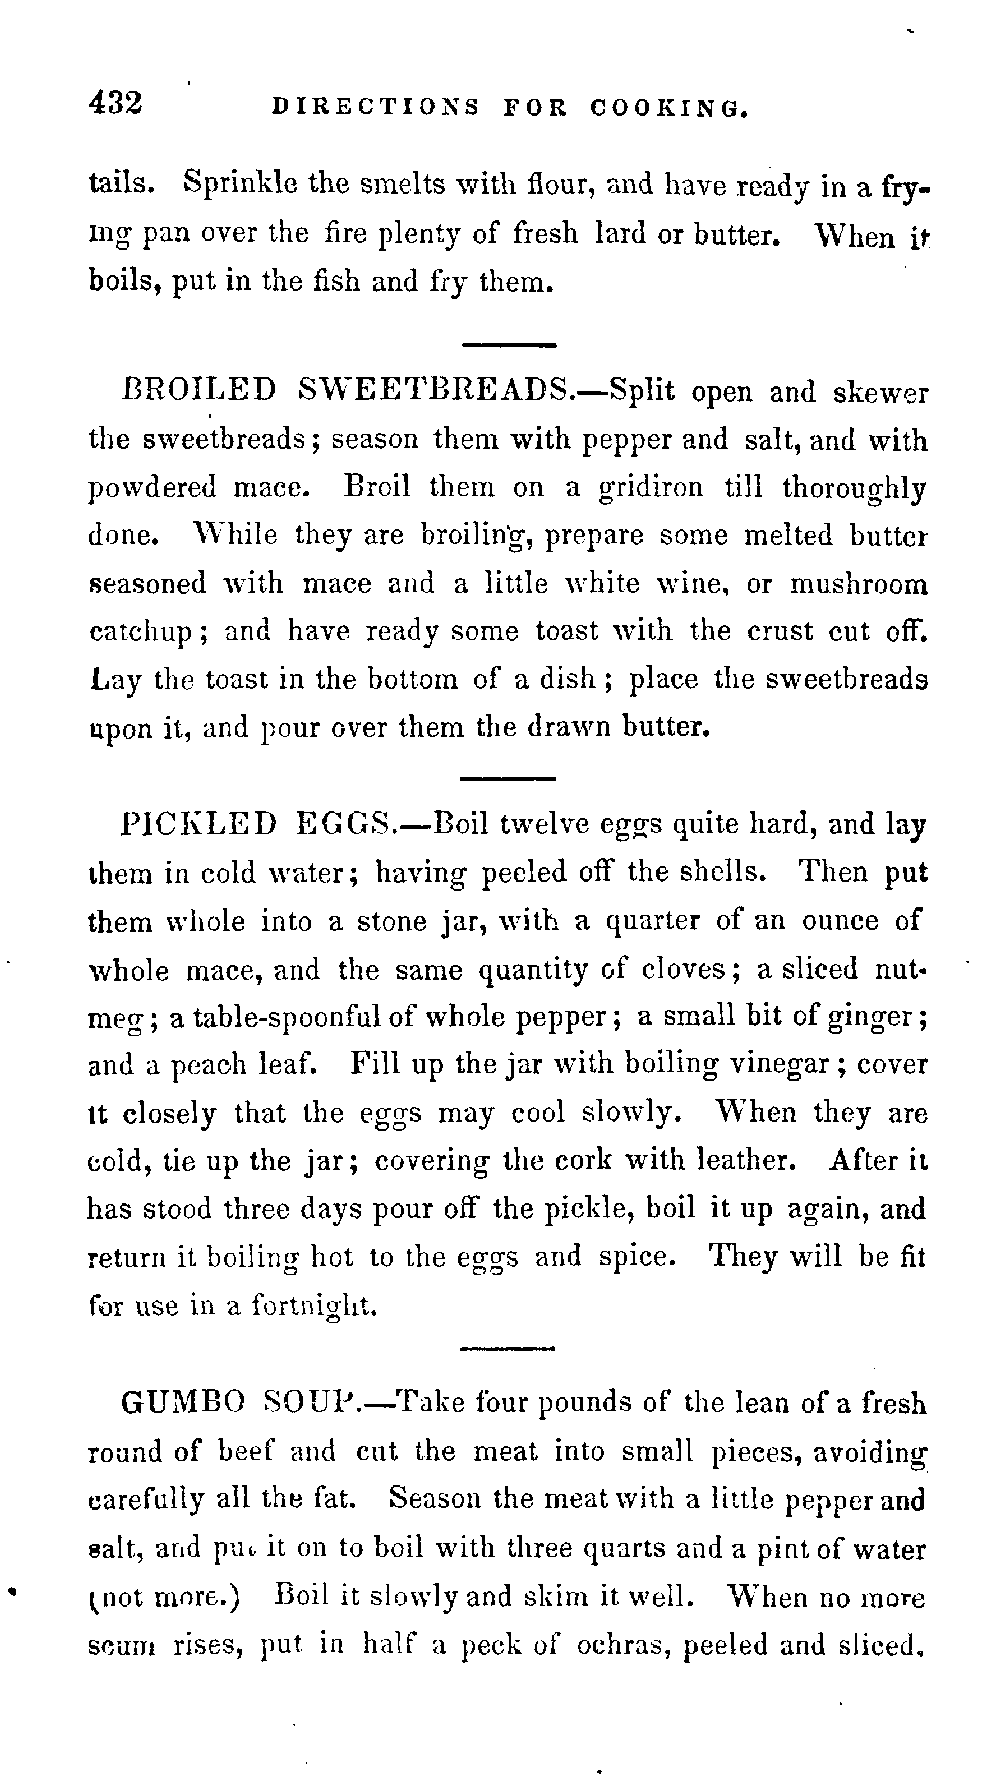 432 DIRECTIONS FOR COOKING.
tails. Sprinkle the smelts with flour, and have ready in a fry-
ing pan over the fire plenty of fresh lard or butter. When it
boils, put in the fish and fry them.
BROILED SWEETBREADS.—Split open and skewer
the sweetbreads; season them with pepper and salt, and with
powdered mace. Broil them on a gridiron till thoroughly
done. While they are broiling, prepare some melted butter
seasoned with mace and a little white wine, or mushroom
catchup; and have ready some toast with the crust cut off.
Lay the toast in the bottom of a dish; place the sweetbreads
upon it, and pour over them the drawn butter.
PICKLED EGGS.—Boil twelve eggs quite hard, and lay
them in cold water; having peeled off the shells. Then put
them whole into a stone jar, with a quarter of an ounce of
whole mace, and the same quantity of cloves; a sliced nut-
meg; a table-spoonful of whole pepper; a small bit of ginger;
and a peach leaf. Fill up the jar with boiling vinegar; cover
it closely that the eggs may cool slowly. When they are
cold, tie up the jar; covering the cork with leather. After it
has stood three days pour off the pickle, boil it up again, and
return it boiling hot to the eggs and spice. They will be fit
for use in a fortnight.
GUMBO SOUP.—Take four pounds of the lean of a fresh
round of beef and cut the meat into small pieces, avoiding
carefully all the fat. Season the meat with a little pepper and
salt, and put it on to boil with three quarts and a pint of water
(not more.) Boil it slowly and skim it well. When no more
scum rises, put in half a peck of ochras, peeled and sliced,